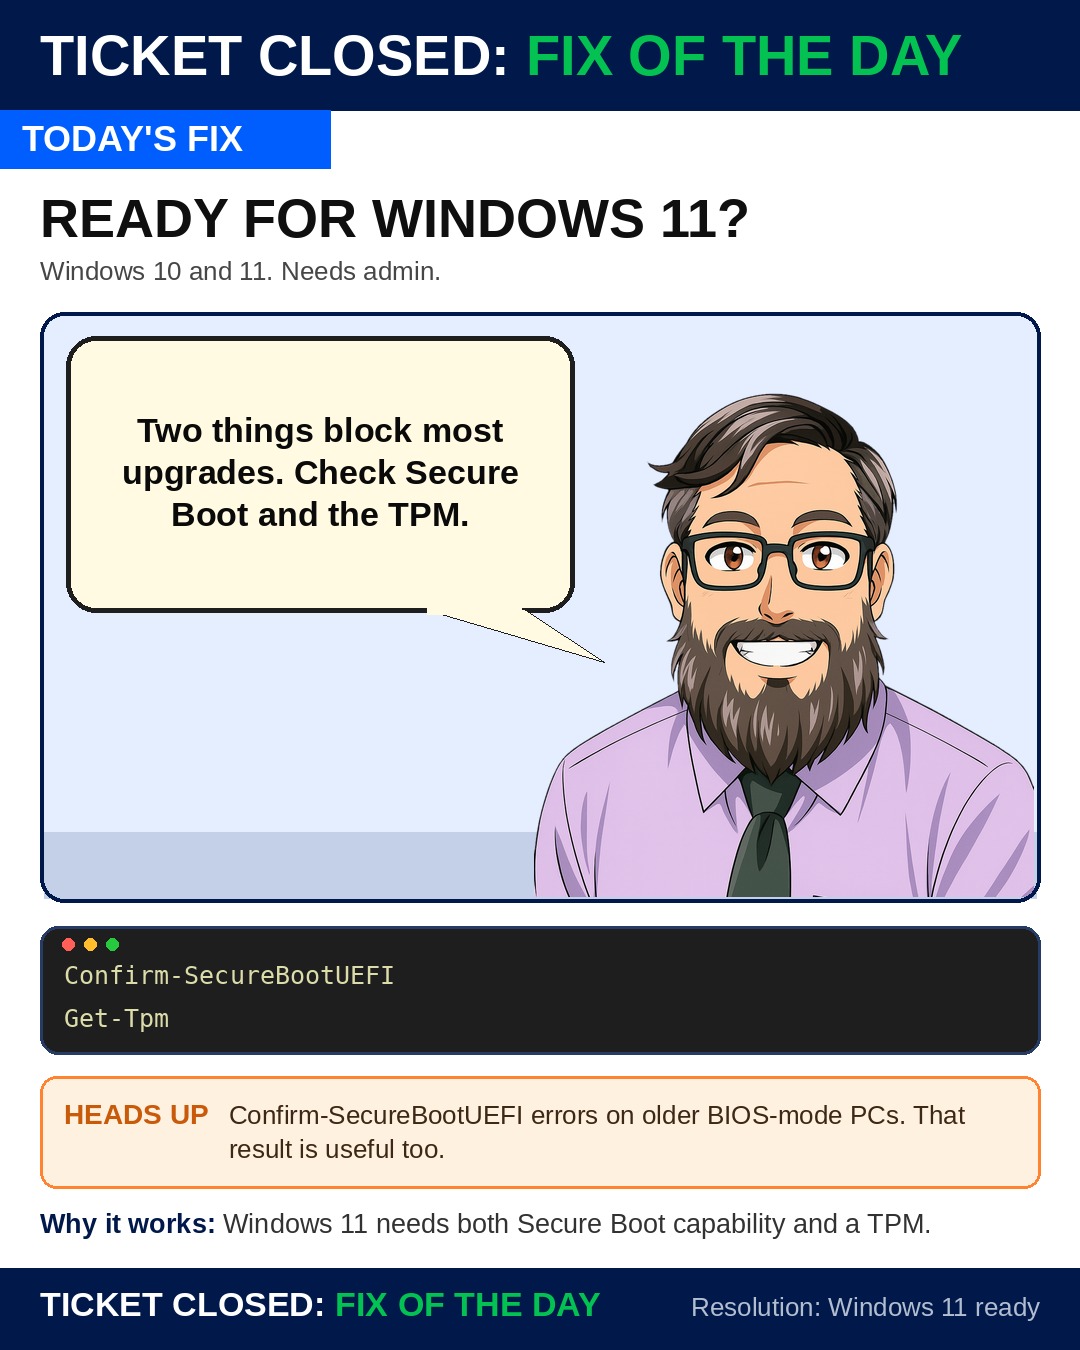 TICKET CLOSED: FIX OF THE DAY
TODAY'S FIX
READY FOR WINDOWS 11?
Windows 10 and 11. Needs admin.
Two things block most
upgrades. Check Secure
Boot and the TPM.
Confirm-SecureBootUEFI
Get-Tpm
HEADS UP Confirm-SecureBootUEFI errors on older BIOS-mode PCs. That
result is useful too.
Why it works: Windows 11 needs both Secure Boot capability and a TPM.
TICKET CLOSED: FIX OF THE DAY
Resolution: Windows 11 ready